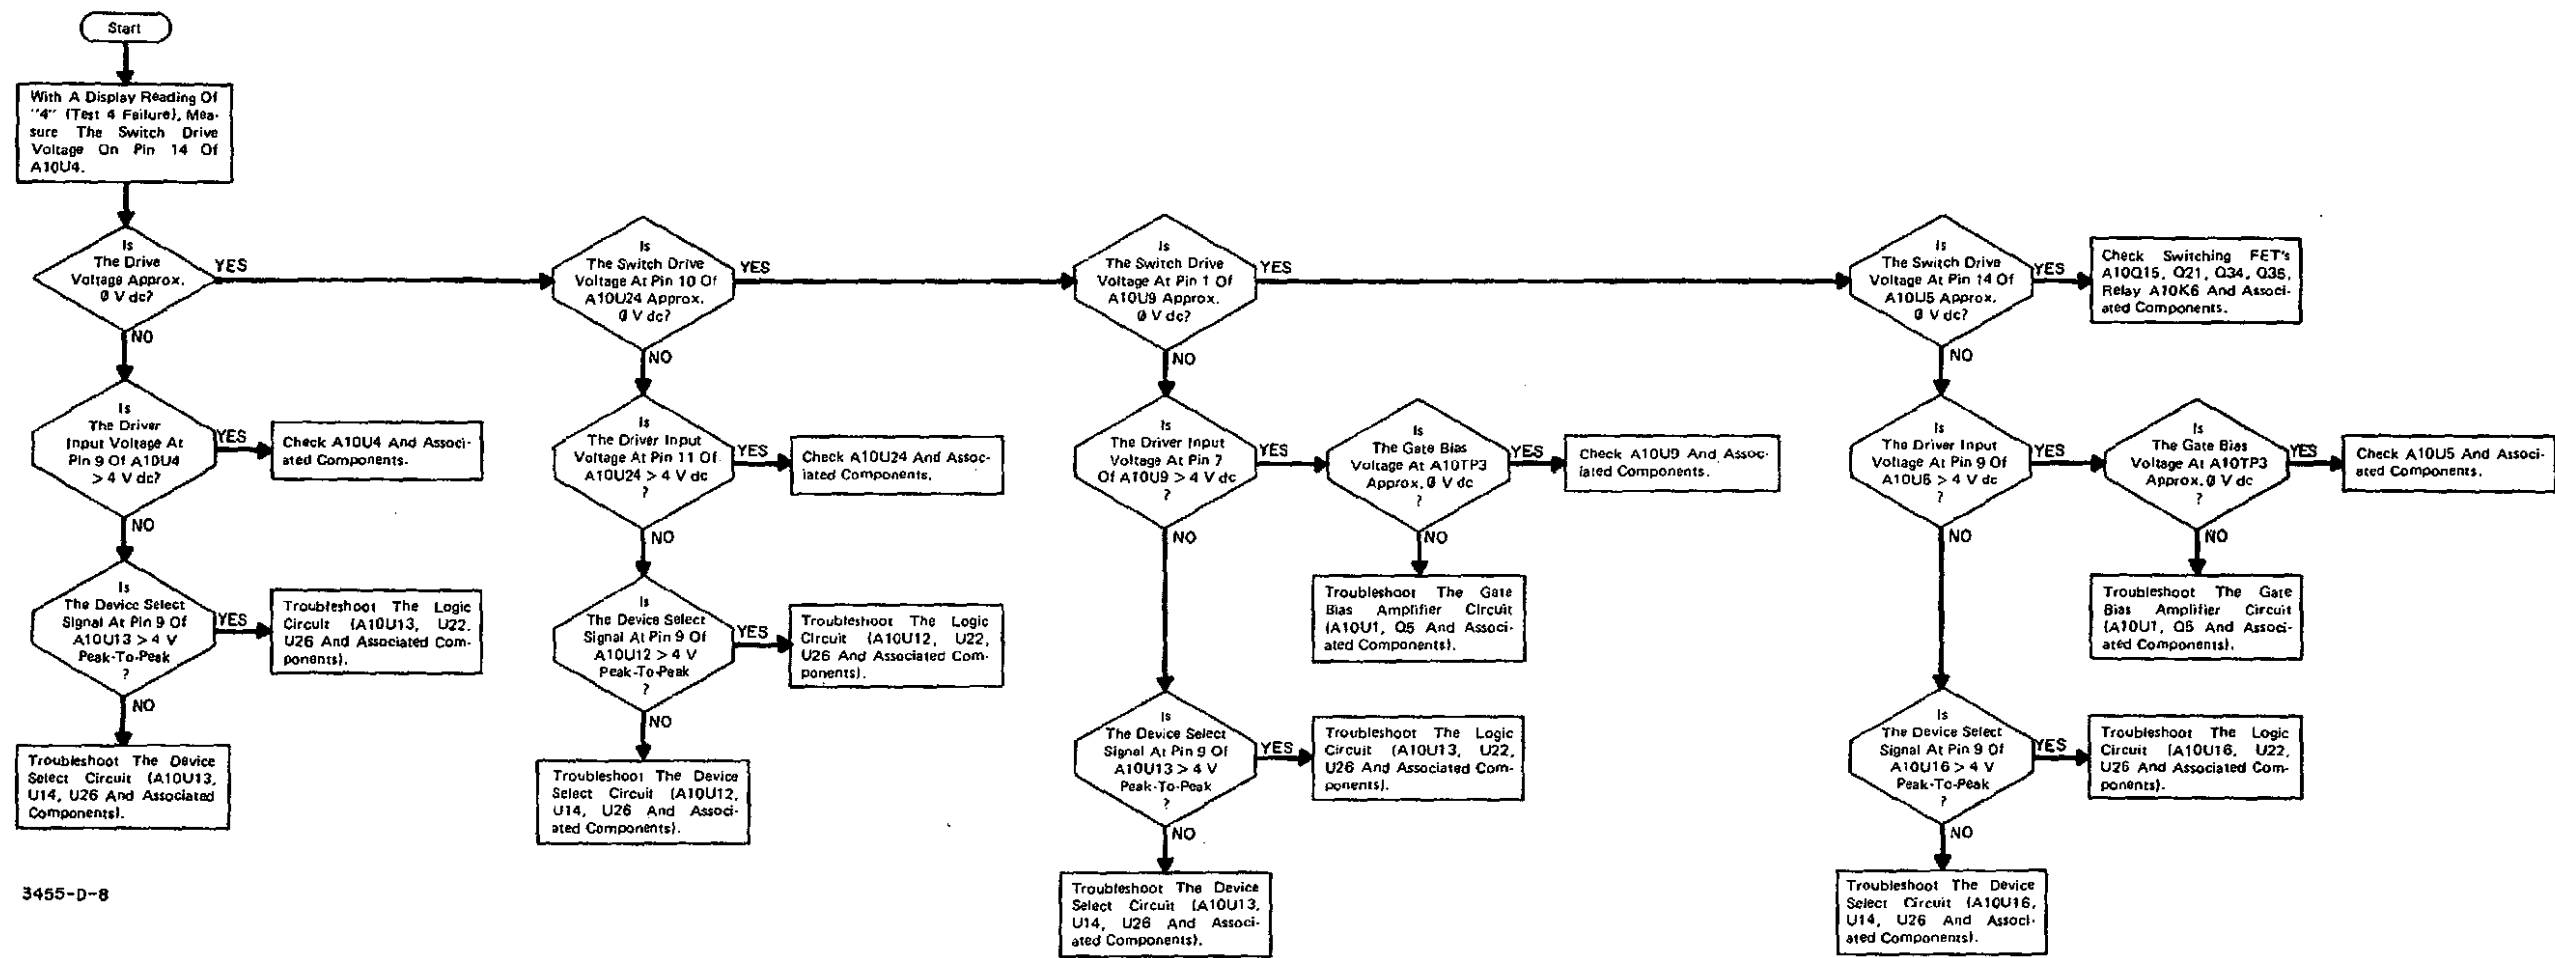 Start
With A Display Reading Of
"4" (Test 4 Failure), Mea-
sure The Switch Drive
Voltage On Pin 14 Of
A10U4.
Is
The Drive
Voltage Approx.
0 V dc?
YES
NO
Is
The Driver
Input Voltage At
Pin 9 Of A10U4
> 4 V dc?
YES
Check A10U4 And Associ-
ated Components.
NO
Is
The Device Select
Signal At Pin 9 Of
A10U13 > 4 V
Peak-To-Peak
?
YES
Troubleshoot The Logic
Circuit (A10U13, U22,
U26 And Associated Com-
ponents).
NO
Troubleshoot The Device
Select Circuit (A10U13,
U14, U26 And Associated
Components).
Is
The Switch Drive
Voltage At Pin 10 Of
A10U24 Approx.
0 V dc?
YES
NO
Is
The Driver Input
Voltage At Pin 11 Of
A10U24 > 4 V dc
?
YES
Check A10U24 And Assoc-
iated Components.
NO
Is
The Device Select
Signal At Pin 9 Of
A10U12 > 4 V
Peak-To-Peak
?
YES
Troubleshoot The Logic
Circuit (A10U12, U22,
U26 And Associated Com-
ponents).
NO
Troubleshoot The Device
Select Circuit (A10U12,
U14, U26 And Associ-
ated Components).
Is
The Switch Drive
Voltage At Pin 1 Of
A10U9 Approx.
0 V dc?
YES
NO
Is
The Driver Input
Voltage At Pin 7
Of A10U9 > 4 V dc
?
YES
Is
The Gate Bias
Voltage At A10TP3
Approx. 0 V dc
?
YES
Check A10U9 And Assoc-
iated Components.
NO
Troubleshoot The Gate
Bias Amplifier Circuit
(A10U1, Q5 And Associ-
ated Components).
NO
Is
The Device Select
Signal At Pin 9 Of
A10U13 > 4 V
Peak-To-Peak
?
YES
Troubleshoot The Logic
Circuit (A10U13, U22,
U26 And Associated Com-
ponents).
NO
Troubleshoot The Device
Select Circuit (A10U13,
U14, U26 And Associ-
ated Components).
Is
The Switch Drive
Voltage At Pin 14 Of
A10U5 Approx.
0 V dc?
YES
Check Switching FET's
A10Q15, Q21, Q34, Q35,
Relay A10K6 And Associ-
ated Components.
NO
Is
The Driver Input
Voltage At Pin 9 Of
A10U5 > 4 V dc
?
YES
Is
The Gate Bias
Voltage At A10TP3
Approx. 0 V dc
?
YES
Check A10U5 And Associ-
ated Components.
NO
Troubleshoot The Gate
Bias Amplifier Circuit
(A10U1, Q5 And Associ-
ated Components).
NO
Is
The Device Select
Signal At Pin 9 Of
A10U16 > 4 V
Peak-To-Peak
?
YES
Troubleshoot The Logic
Circuit (A10U16, U22,
U26 And Associated Com-
ponents).
NO
Troubleshoot The Device
Select Circuit (A10U16,
U14, U26 And Associ-
ated Components).
3455-D-8